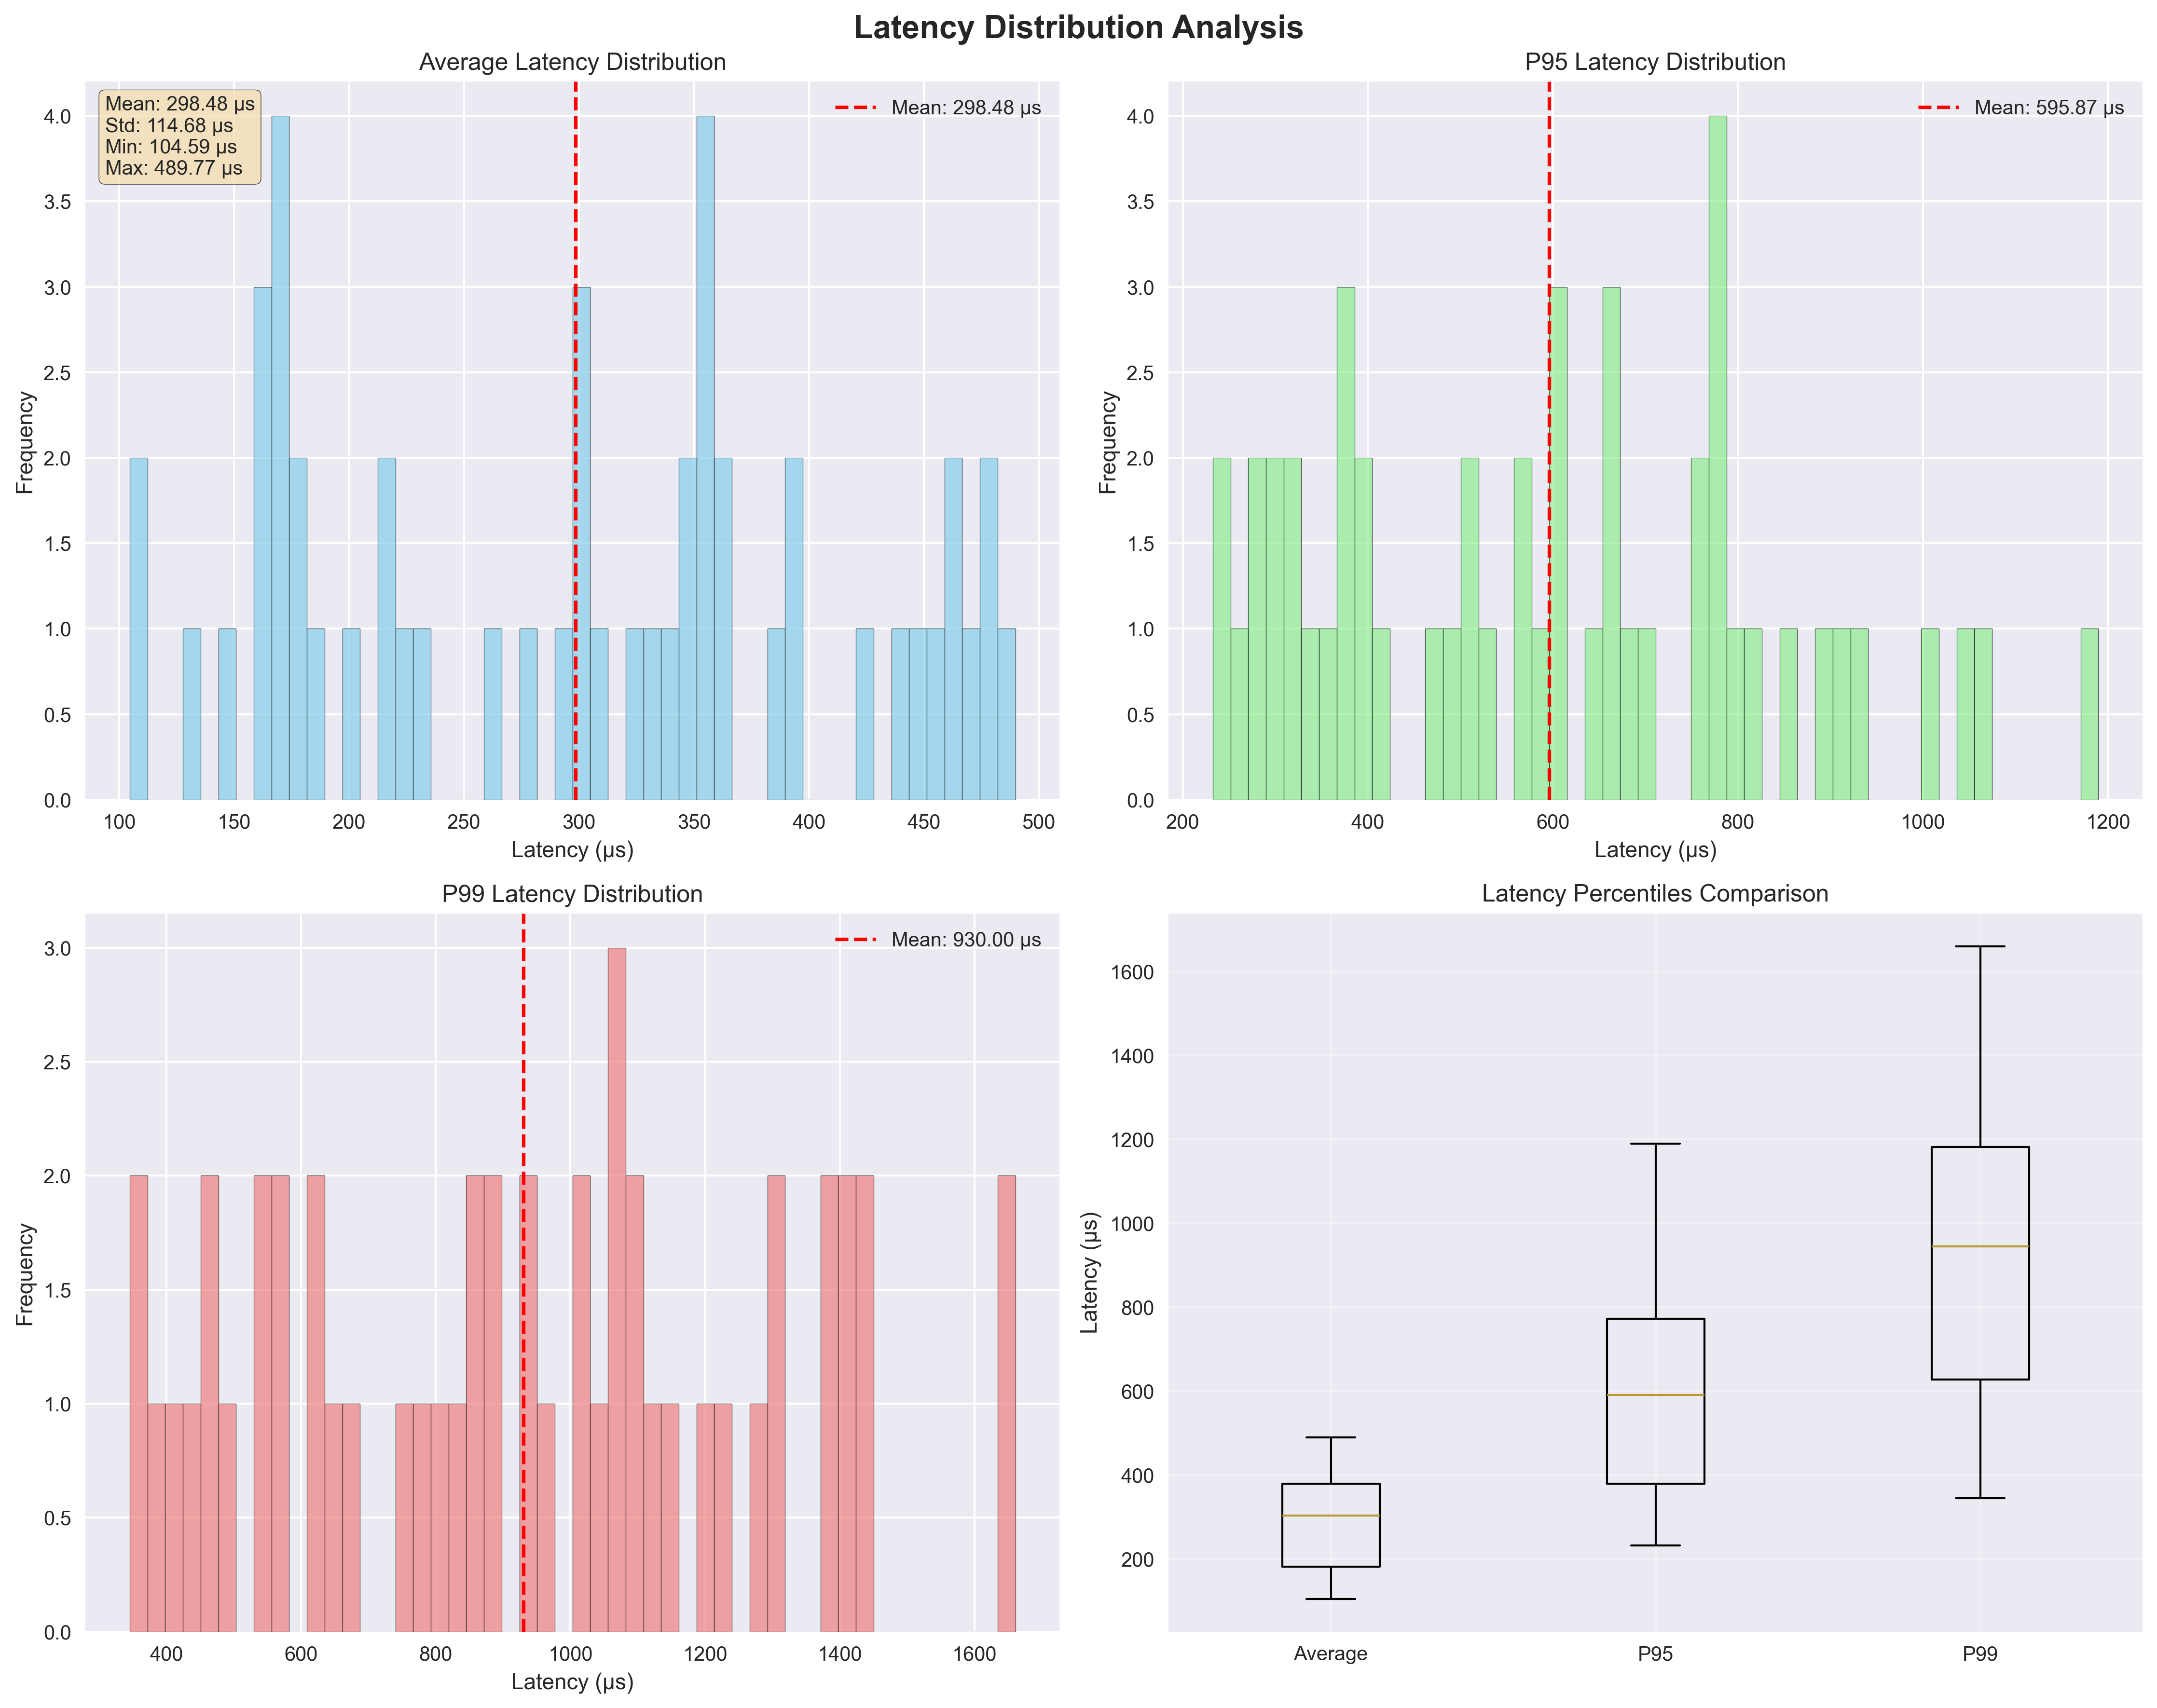 Latency Distribution Analysis
Average Latency Distribution
Mean: 298.48 µs
Std: 114.68 µs
Min: 104.59 µs
Max: 489.77 µs
Mean: 298.48 µs
Frequency
4.0
3.5
3.0
2.5
2.0
1.5
1.0
0.5
0.0
100 150 200 250 300 350 400 450 500
Latency (µs)
P95 Latency Distribution
Mean: 595.87 µs
Frequency
4.0
3.5
3.0
2.5
2.0
1.5
1.0
0.5
0.0
200 400 600 800 1000 1200
Latency (µs)
P99 Latency Distribution
Mean: 930.00 µs
Frequency
3.0
2.5
2.0
1.5
1.0
0.5
0.0
400 600 800 1000 1200 1400 1600
Latency (µs)
Latency Percentiles Comparison
Latency (µs)
1600
1400
1200
1000
800
600
400
200
Average P95 P99